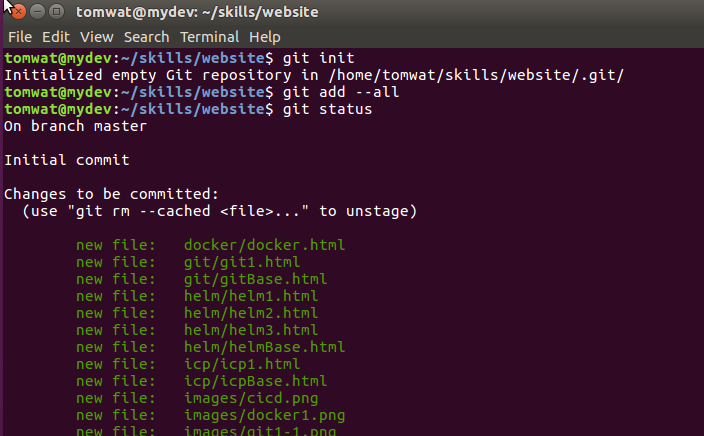 tomwat@mydev: ~/skills/website
File Edit View Search Terminal Help
tomwat@mydev:~/skills/website$ git init
Initialized empty Git repository in /home/tomwat/skills/website/.git/
tomwat@mydev:~/skills/website$ git add --all
tomwat@mydev:~/skills/website$ git status
On branch master
Initial commit
Changes to be committed:
(use "git rm --cached <file>..." to unstage)
new file: docker/docker.html
new file: git/git1.html
new file: git/gitBase.html
new file: helm/helm1.html
new file: helm/helm2.html
new file: helm/helm3.html
new file: helm/helmBase.html
new file: icp/icp1.html
new file: icp/icpBase.html
new file: images/cicd.png
new file: images/docker1.png
new file: images/git1-1.png